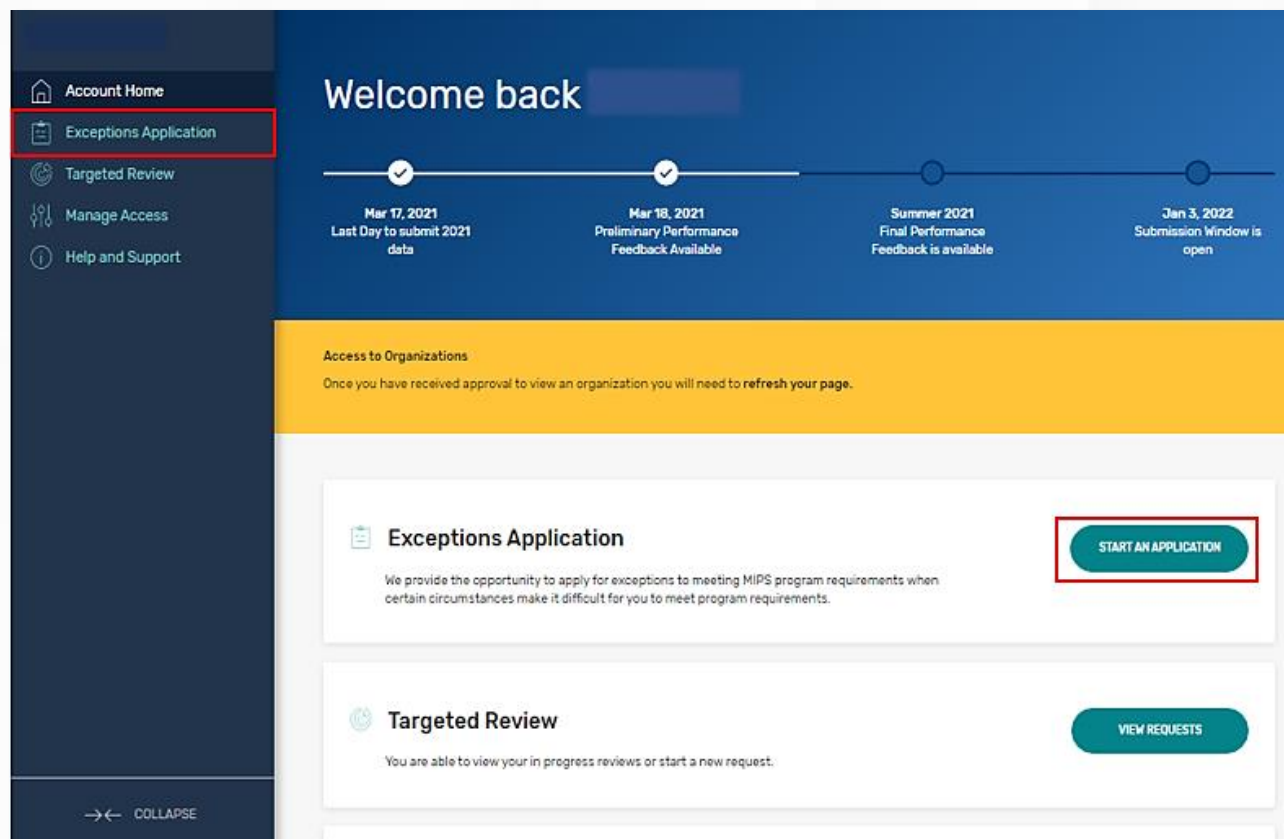 Account Home
Exceptions Application
Targeted Review
Manage Access
Help and Support
COLLAPSE
Welcome back
Mar 17, 2021
Last Day to submit 2021
data
Mar 18, 2021
Preliminary Performance
Feedback Available
Summer 2021
Final Performance
Feedback is available
Jan 3, 2022
Submission Window is
open
Access to Organizations
Once you have received approval to view an organization you will need to refresh your page.
Exceptions Application
START AN APPLICATION
We provide the opportunity to apply for exceptions to meeting MIPS program requirements when
certain circumstances make it difficult for you to meet program requirements.
Targeted Review
VIEW REQUESTS
You are able to view your in progress reviews or start a new request.